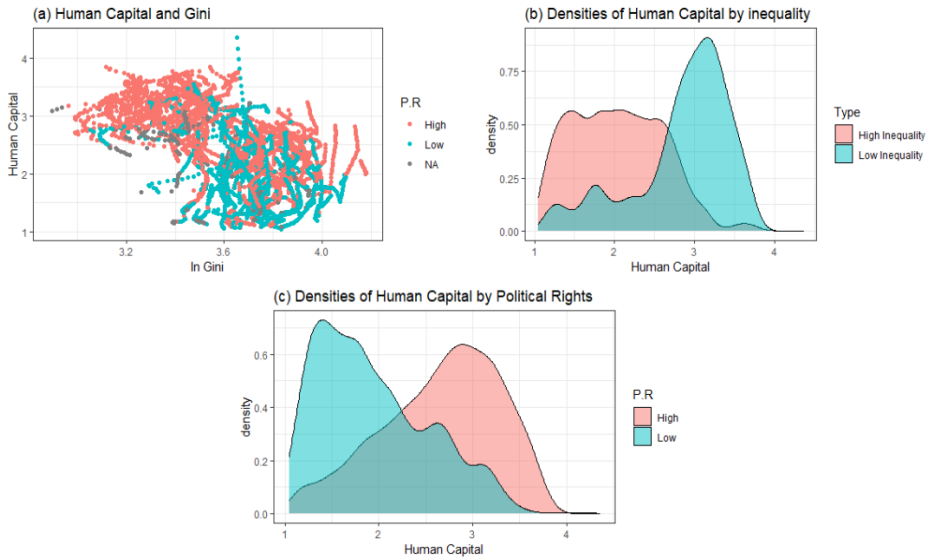 (a) Human Capital and Gini
Human Capital
4
3
2
1
3.2
3.6
4.0
ln Gini
P.R
High
Low
NA
(b) Densities of Human Capital by inequality
density
0.75
0.50
0.25
0.00
1
2
3
4
Human Capital
Type
High Inequality
Low Inequality
(c) Densities of Human Capital by Political Rights
density
0.6
0.4
0.2
0.0
1
2
3
4
Human Capital
P.R
High
Low